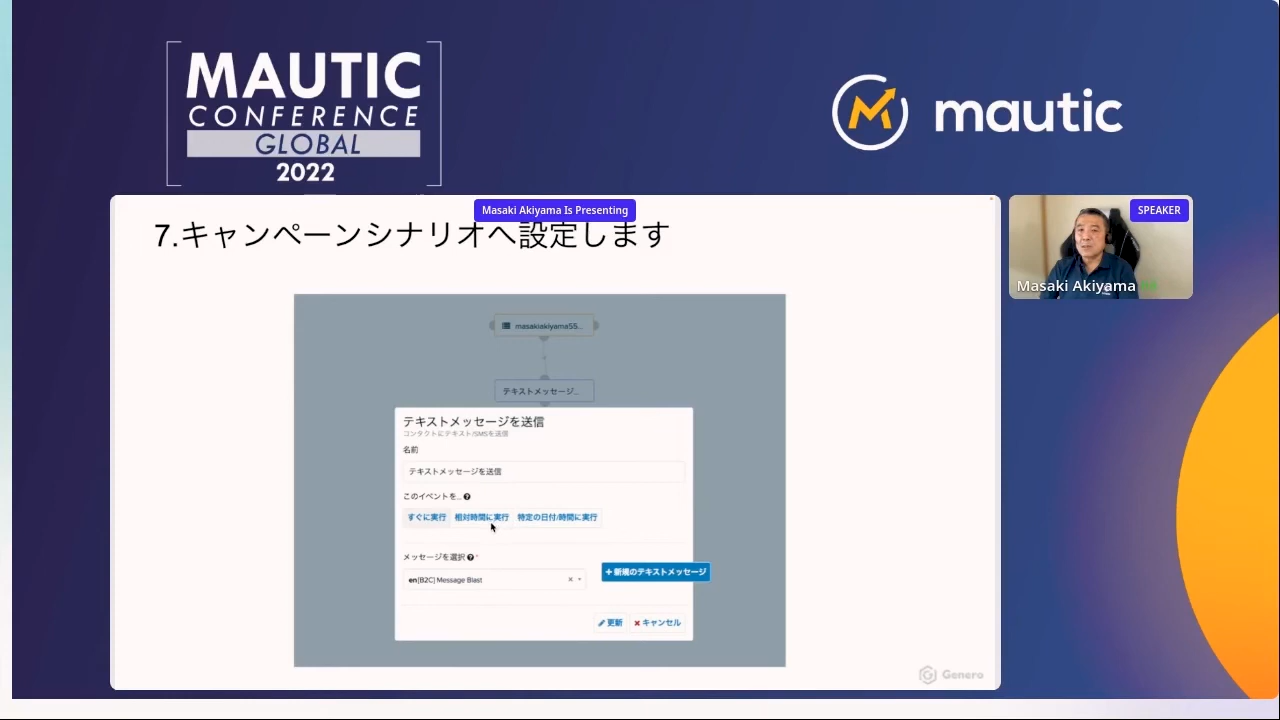 MAUTIC
CONFERENCE
GLOBAL
2022
mautic
Masaki Akiyama Is Presenting
SPEAKER
Masaki Akiyama
7.キャンペーンシナリオへ設定します
masakiakiyama55...
テキストメッセージ...
テキストメッセージを送信
コンタクトにテキスト/SMSを送信
名前
テキストメッセージを送信
このイベントを...
すぐに実行 相対時間に実行 特定の日付/時間に実行
メッセージを選択 *
en[B2C] Message Blast
+ 新規のテキストメッセージ
更新 × キャンセル
Genero